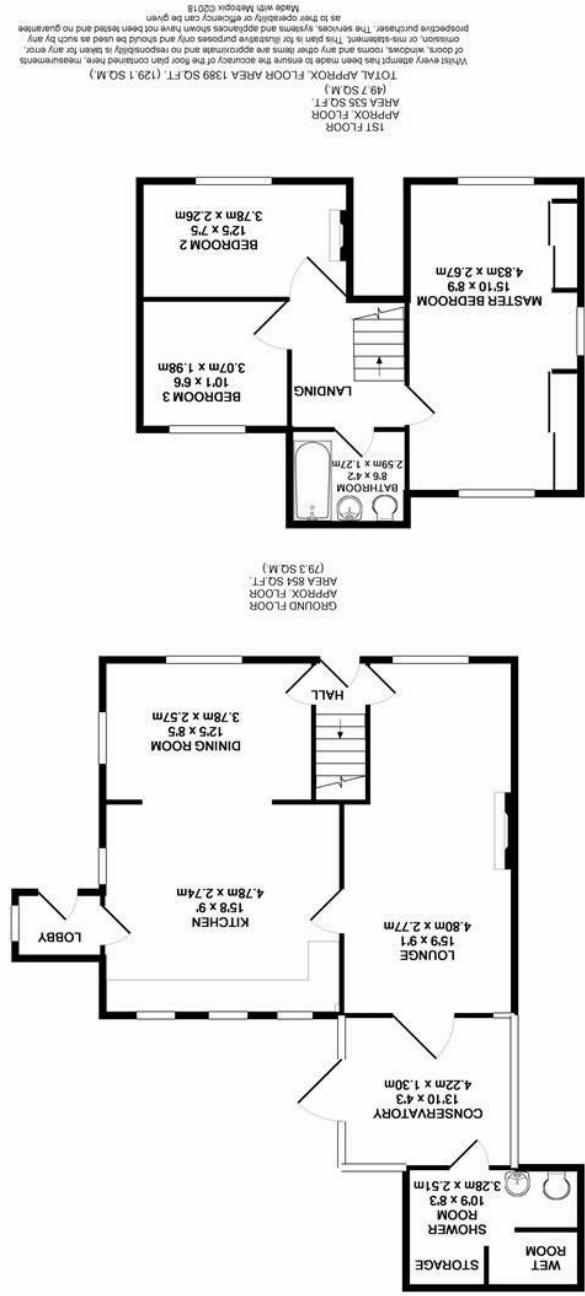 WET
ROOM
STORAGE
SHOWER
ROOM
10'9 x 8'3
3.28m x 2.51m
CONSERVATORY
13'10 x 4'3
4.22m x 1.30m
LOUNGE
15'9 x 9'1
4.80m x 2.77m
KITCHEN
15'8 x 9'
4.78m x 2.74m
LOBBY
HALL
DINING ROOM
12'5 x 8'5
3.78m x 2.57m
GROUND FLOOR
APPROX. FLOOR
AREA 854 SQ.FT.
(79.3 SQ.M.)
BATHROOM
8'6 x 4'2
2.59m x 1.27m
LANDING
BEDROOM 3
10'1 x 6'6
3.07m x 1.98m
MASTER BEDROOM
15'10 x 8'9
4.83m x 2.67m
BEDROOM 2
12'5 x 7'5
3.78m x 2.26m
1ST FLOOR
APPROX. FLOOR
AREA 535 SQ.FT.
(49.7 SQ.M.)
TOTAL APPROX. FLOOR AREA 1389 SQ.FT. (129.1 SQ.M.)
Whilst every attempt has been made to ensure the accuracy of the floor plan contained here, measurements
of doors, windows, rooms and any other items are approximate and no responsibility is taken for any error,
omission, or mis-statement. This plan is for illustrative purposes only and should be used as such by any
prospective purchaser. The services, systems and appliances shown have not been tested and no guarantee
as to their operability or efficiency can be given
Made with Metropix ©2018